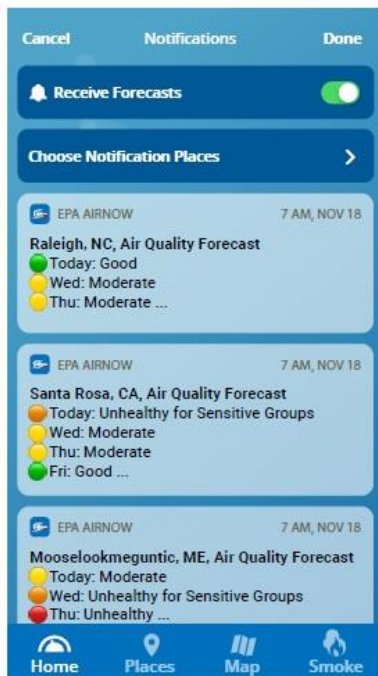 Cancel Notifications Done
Receive Forecasts
Choose Notification Places
EPA AIRNOW 7 AM, NOV 18
Raleigh, NC, Air Quality Forecast
Today: Good
Wed: Moderate
Thu: Moderate ...
EPA AIRNOW 7 AM, NOV 18
Santa Rosa, CA, Air Quality Forecast
Today: Unhealthy for Sensitive Groups
Wed: Moderate
Thu: Moderate
Fri: Good ...
EPA AIRNOW 7 AM, NOV 18
Mooselookmeguntic, ME, Air Quality Forecast
Today: Moderate
Wed: Unhealthy for Sensitive Groups
Thu: Unhealthy ...
Home Places Map Smoke